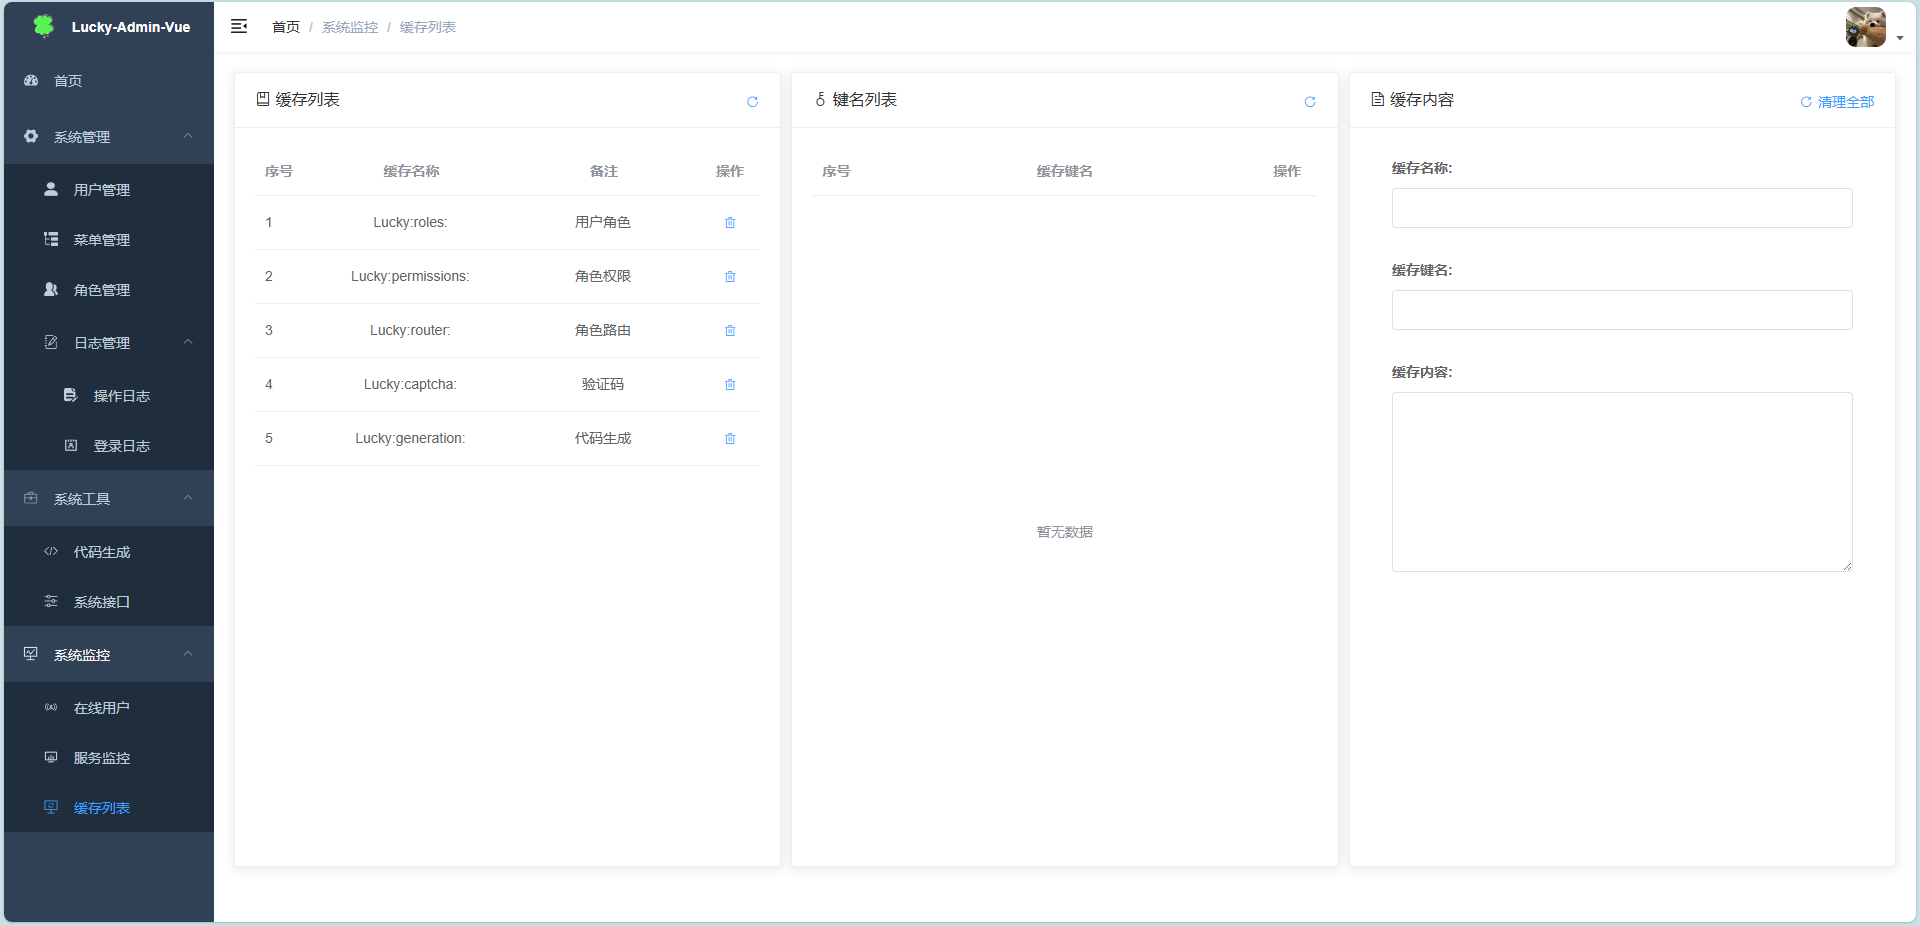 Lucky-Admin-Vue
首页
系统管理
用户管理
菜单管理
角色管理
日志管理
操作日志
登录日志
系统工具
代码生成
系统接口
系统监控
在线用户
服务监控
缓存列表
首页 / 系统监控 / 缓存列表
缓存列表
序号 缓存名称 备注 操作
1 Lucky:roles: 用户角色
2 Lucky:permissions: 角色权限
3 Lucky:router: 角色路由
4 Lucky:captcha: 验证码
5 Lucky:generation: 代码生成
键名列表
序号 缓存键名 操作
暂无数据
缓存内容 清理全部
缓存名称:
缓存键名:
缓存内容: